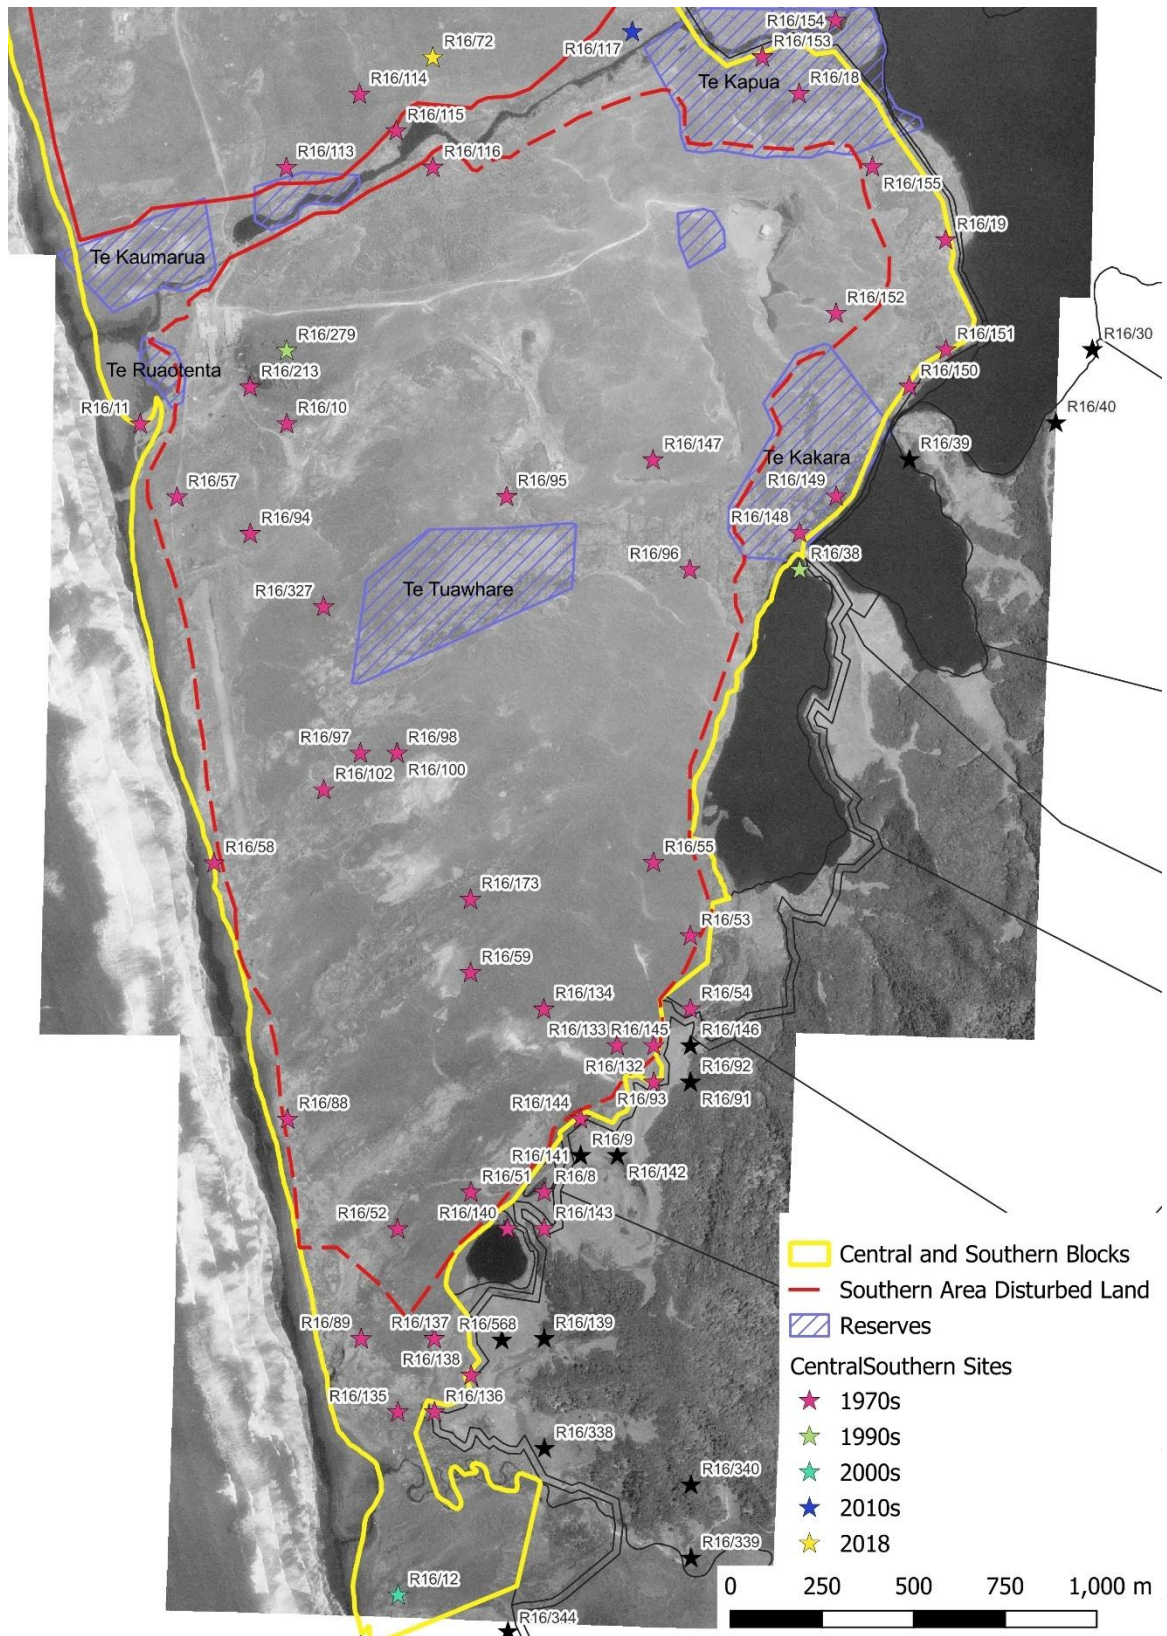 R16/154
R16/72
R16/117
R16/153
Te Kapua
R16/114
R16/18
R16/115
R16/113
R16/116
R16/155
R16/19
Te Kaumarua
R16/152
R16/279
R16/151
R16/30
Te Ruaotenta
R16/213
R16/150
R16/11
R16/10
R16/40
R16/147
R16/39
Te Kakara
R16/57
R16/95
R16/149
R16/94
R16/148
R16/96
R16/38
Te Tuawhare
R16/327
R16/97
R16/98
R16/102
R16/100
R16/58
R16/55
R16/173
R16/53
R16/59
R16/134
R16/54
R16/133
R16/145
R16/146
R16/132
R16/92
R16/93
R16/91
R16/88
R16/144
R16/9
R16/141
R16/142
R16/51
R16/8
R16/52
R16/140
R16/143
R16/89
R16/137
R16/568
R16/139
R16/138
R16/135
R16/136
R16/338
R16/340
R16/339
R16/12
R16/344
Central and Southern Blocks
Southern Area Disturbed Land
Reserves
CentralSouthern Sites
1970s
1990s
2000s
2010s
2018
0 250 500 750 1,000 m